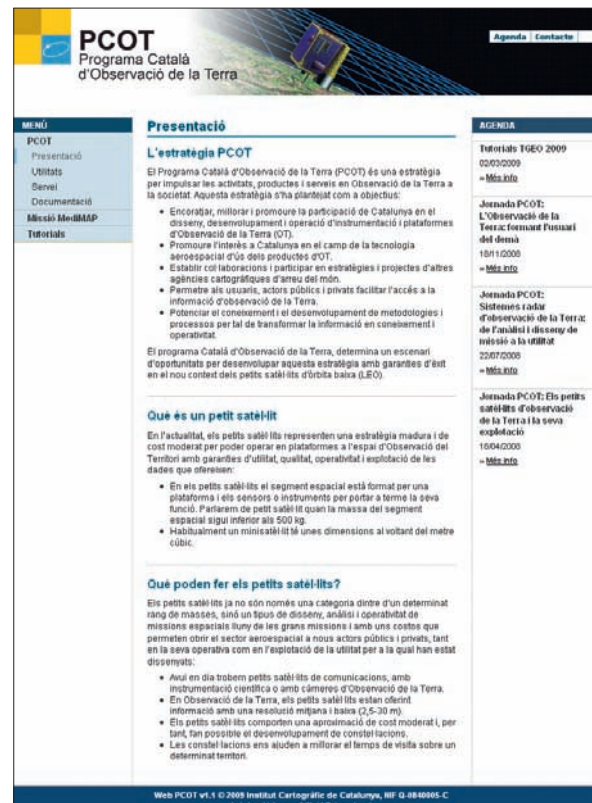 PCOT
Programa Català
d'Observació de la Terra
Agenda Contacte
MENÚ
PCOT
Presentació
Utilitats
Servei
Documentació
Missió MediMAP
Tutorials
Presentació
L'estratègia PCOT
El Programa Català d'Observació de la Terra (PCOT) és una estratègia
per impulsar les activitats, productes i serveis en Observació de la Terra a
la societat. Aquesta estratègia s'ha plantejat com a objectius:
• Encoratjar, millorar i promoure la participació de Catalunya en el
disseny, desenvolupament i operació d'instrumentació i plataformes
d'Observació de la Terra (OT).
• Promoure l'interès a Catalunya en el camp de la tecnologia
aeroespacial d'ús dels productes d'OT.
• Establir col·laboracions i participar en estratègies i projectes d'altres
agències cartogràfiques d'arreu del món.
• Permetre als usuaris, actors públics i privats facilitar l'accés a la
informació d'observació de la Terra.
• Potenciar el coneixement i el desenvolupament de metodologies i
processos per tal de transformar la informació en coneixement i
operativitat.
El programa Català d'Observació de la Terra, determina un escenari
d'oportunitats per desenvolupar aquesta estratègia amb garanties d'èxit
en el nou context dels petits satèl·lits d'òrbita baixa (LEO).
Què és un petit satèl·lit
En l'actualitat, els petits satèl·lits representen una estratègia madura i de
cost moderat per poder operar en plataformes a l'espai d'Observació del
Territori amb garanties d'utilitat, qualitat, operativitat i explotació de les
dades que ofereixen:
• En els petits satèl·lits el segment espacial està format per una
plataforma i els sensors o instruments per portar a terme la seva
funció. Parlarem de petit satèl·lit quan la massa del segment
espacial sigui inferior als 500 kg.
• Habitualment un minisatèl·lit té unes dimensions al voltant del metre
cúbic.
Què poden fer els petits satèl·lits?
Els petits satèl·lits ja no són només una categoria dintre d'un determinat
rang de masses, sinó un tipus de disseny, anàlisi i operativitat de
missions espacials lluny de les grans missions i amb uns costos que
permeten obrir el sector aeroespacial a nous actors públics i privats, tant
en la seva operativa com en l'explotació de la utilitat per a la qual han estat
dissenyats:
• Avui en dia trobem petits satèl·lits de comunicacions, amb
instrumentació científica o amb càmeres d'Observació de la Terra.
• En Observació de la Terra, els petits satèl·lits estan oferint
informació amb una resolució mitjana i baixa (2,5-30 m).
• Els petits satèl·lits comporten una aproximació de cost moderat i, per
tant, fan possible el desenvolupament de constel·lacions.
• Les constel·lacions ens ajuden a millorar el temps de visita sobre un
determinat territori.
AGENDA
Tutorials TGEO 2009
02/03/2009
» Més info
Jornada PCOT:
L'Observació de la
Terra: formant l'usuari
del demà
18/11/2008
» Més info
Jornada PCOT:
Sistemes radar
d'observació de la Terra:
de l'anàlisi i disseny de
missió a la utilitat
22/07/2008
» Més info
Jornada PCOT: Els petits
satèl·lits d'observació
de la Terra i la seva
explotació
16/04/2008
» Més info
Web PCOT v1.1 © 2009 Institut Cartogràfic de Catalunya, NIF Q-0840005-C